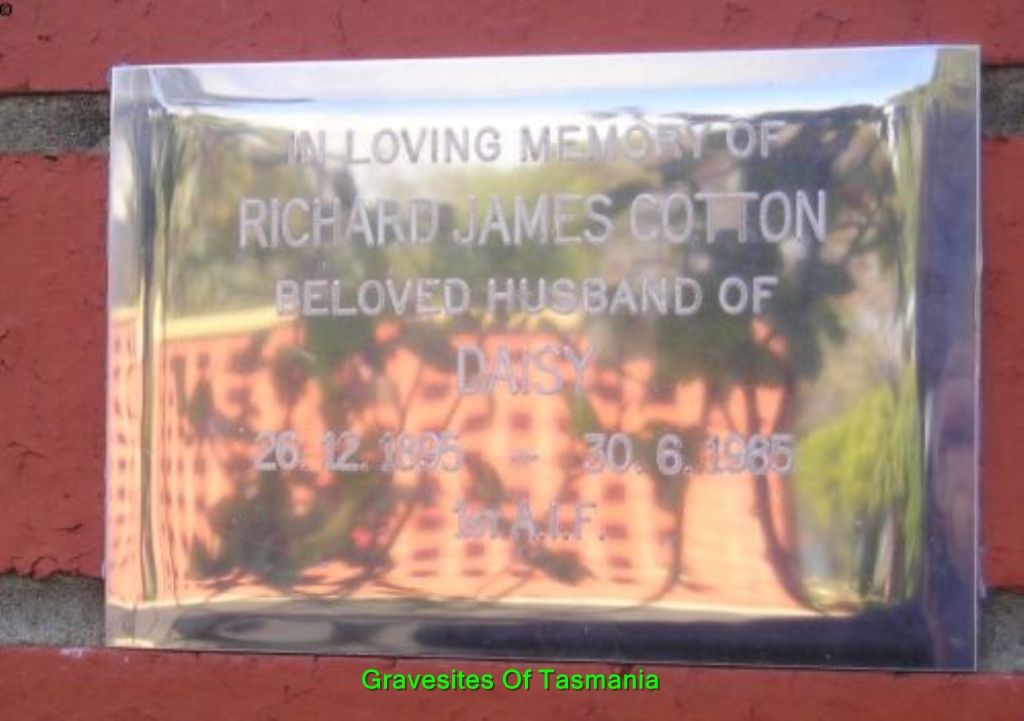 IN LOVING MEMORY OF
RICHARD JAMES COTTON
BELOVED HUSBAND OF
DAISY
26. 12. 1895 - 30. 6. 1985
1ST A.I.F.
Gravesites Of Tasmania